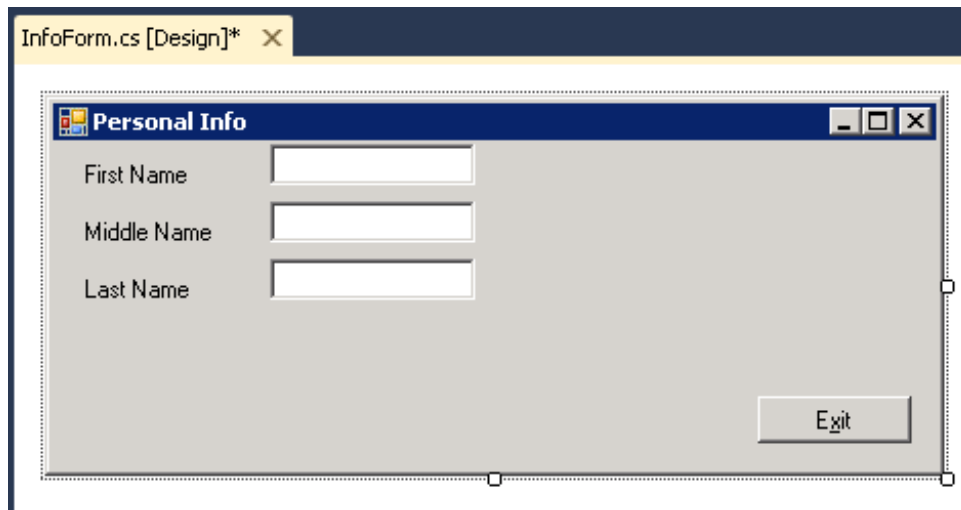 InfoForm.cs [Design]*
Personal Info
First Name
Middle Name
Last Name
Exit